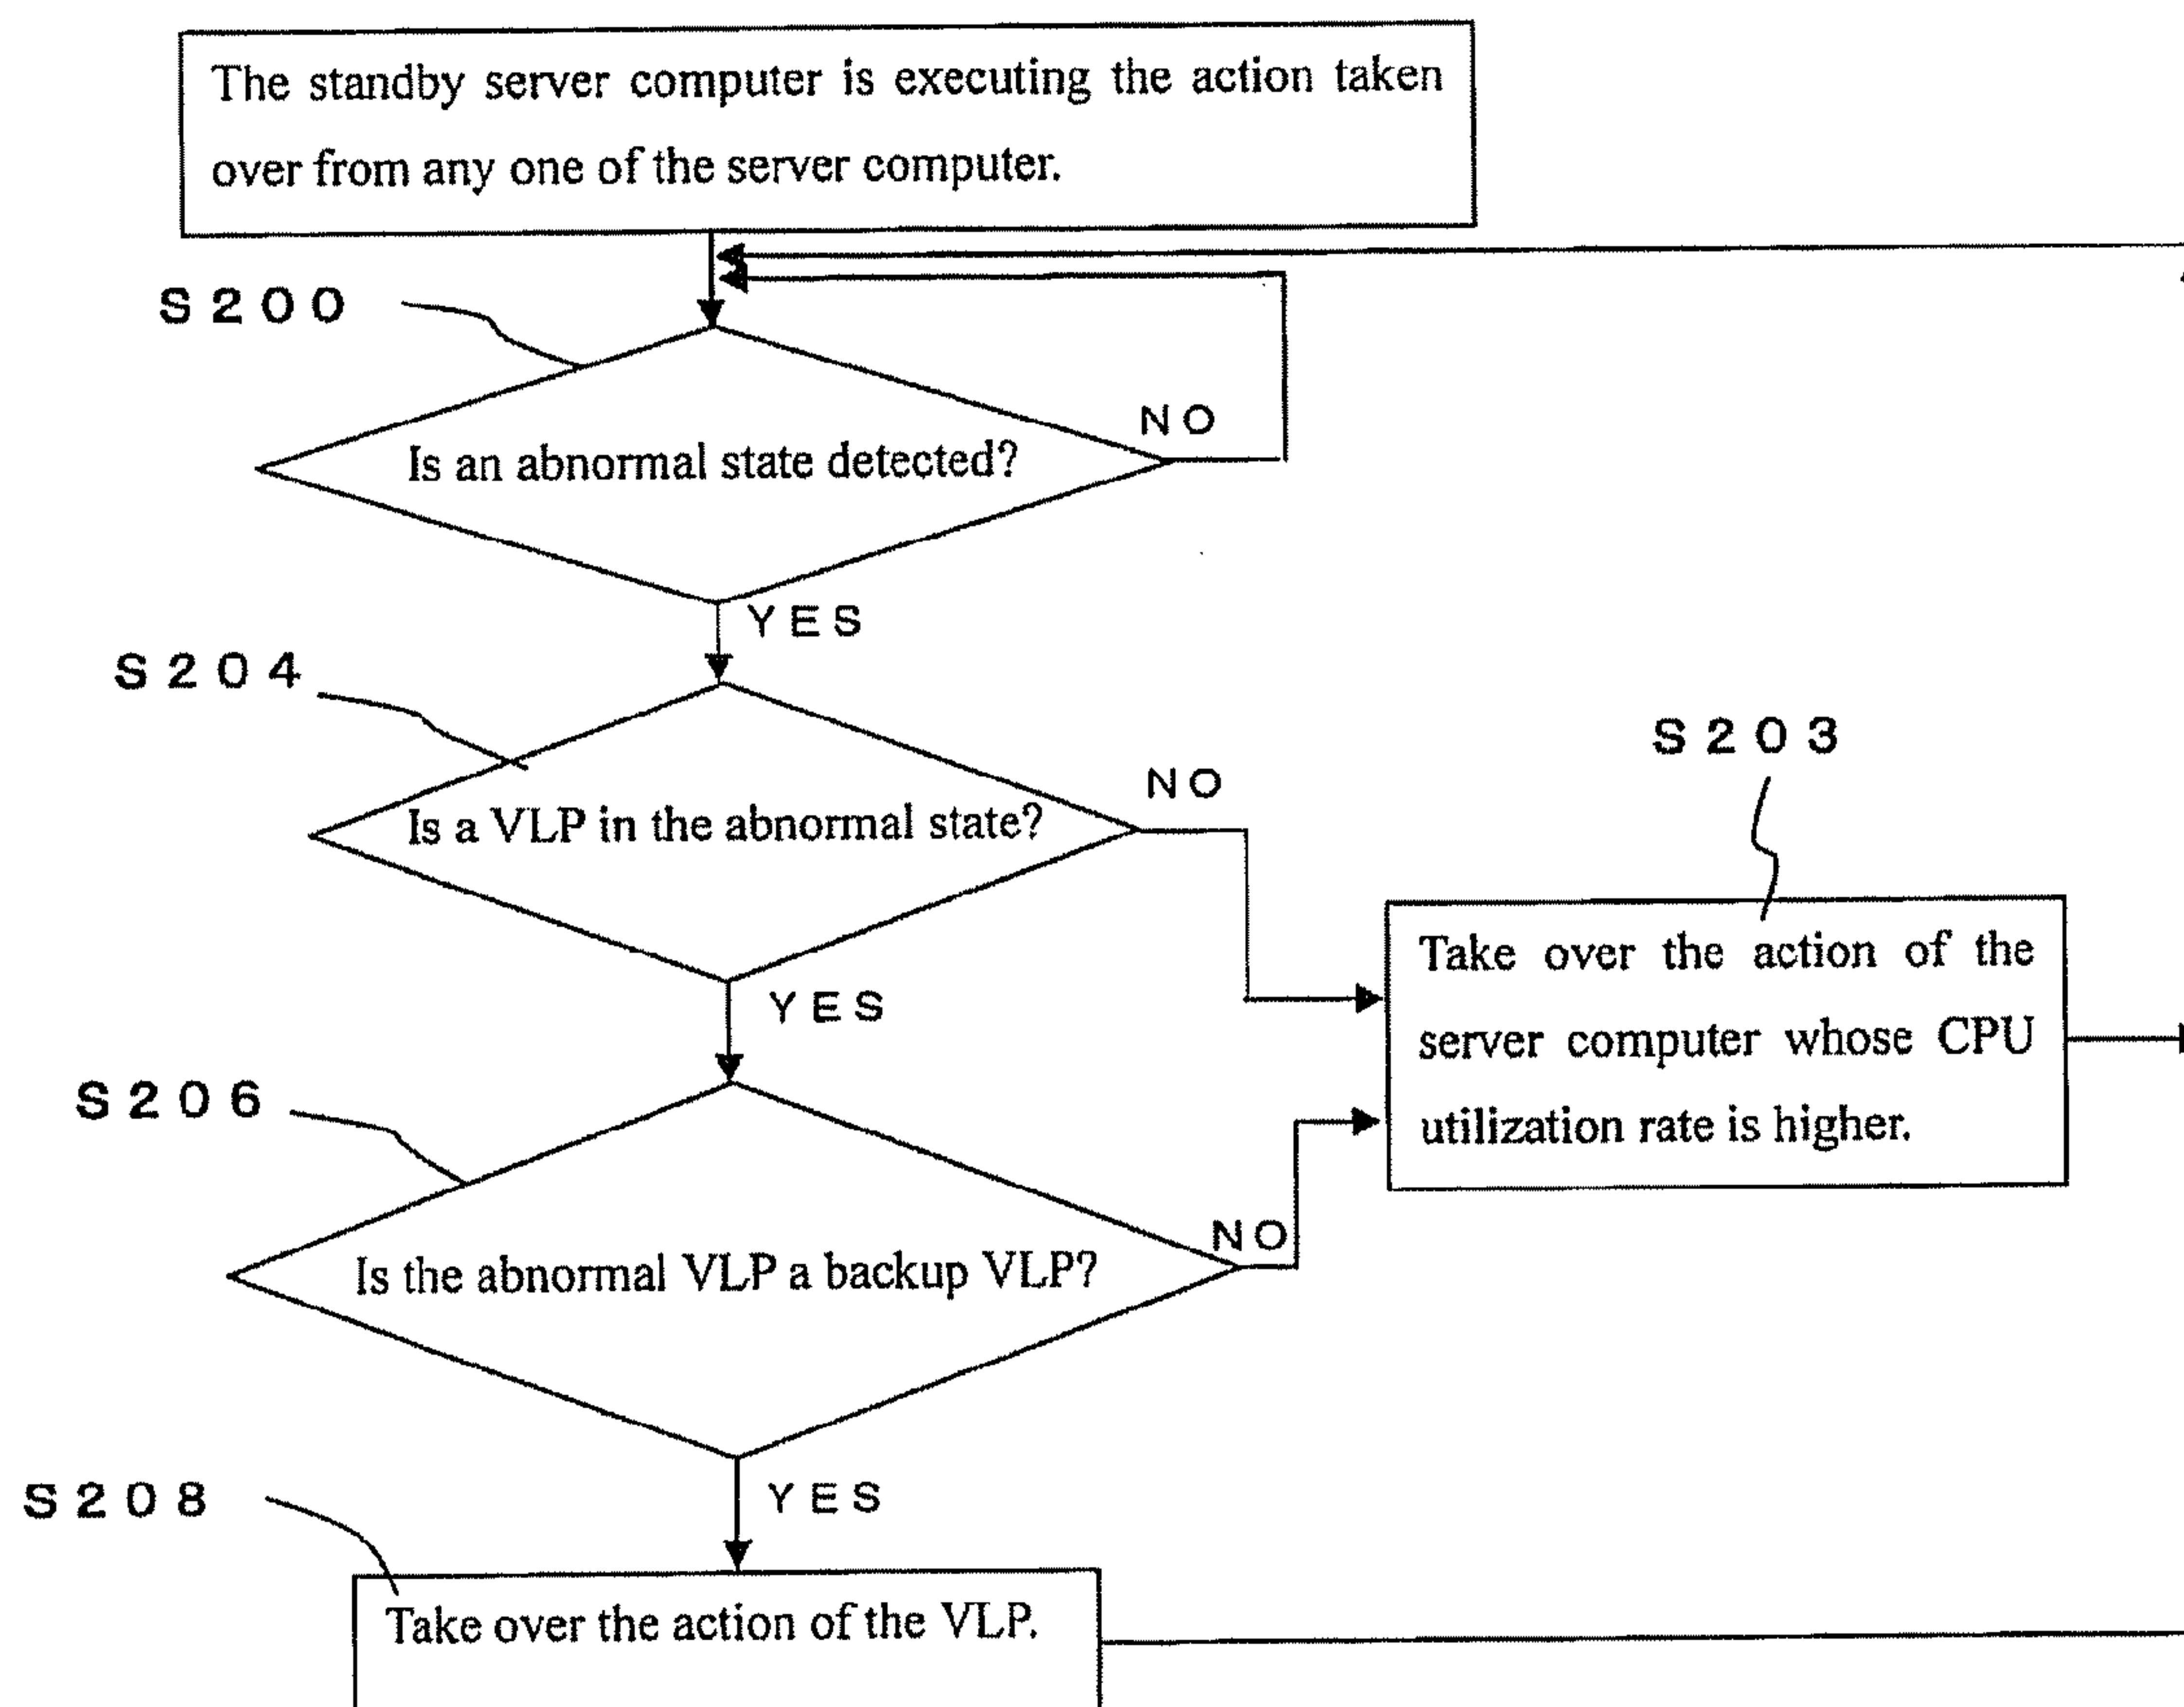 The standby server computer is executing the action taken
over from any one of the server computer.
S200
NO
Is an abnormal state detected?
YES
S204
S203
NO
Is a VLP in the abnormal state?
Take over the action of the
server computer whose CPU
utilization rate is higher.
YES
S206
NO
Is the abnormal VLP a backup VLP?
YES
S208
Take over the action of the VLP.